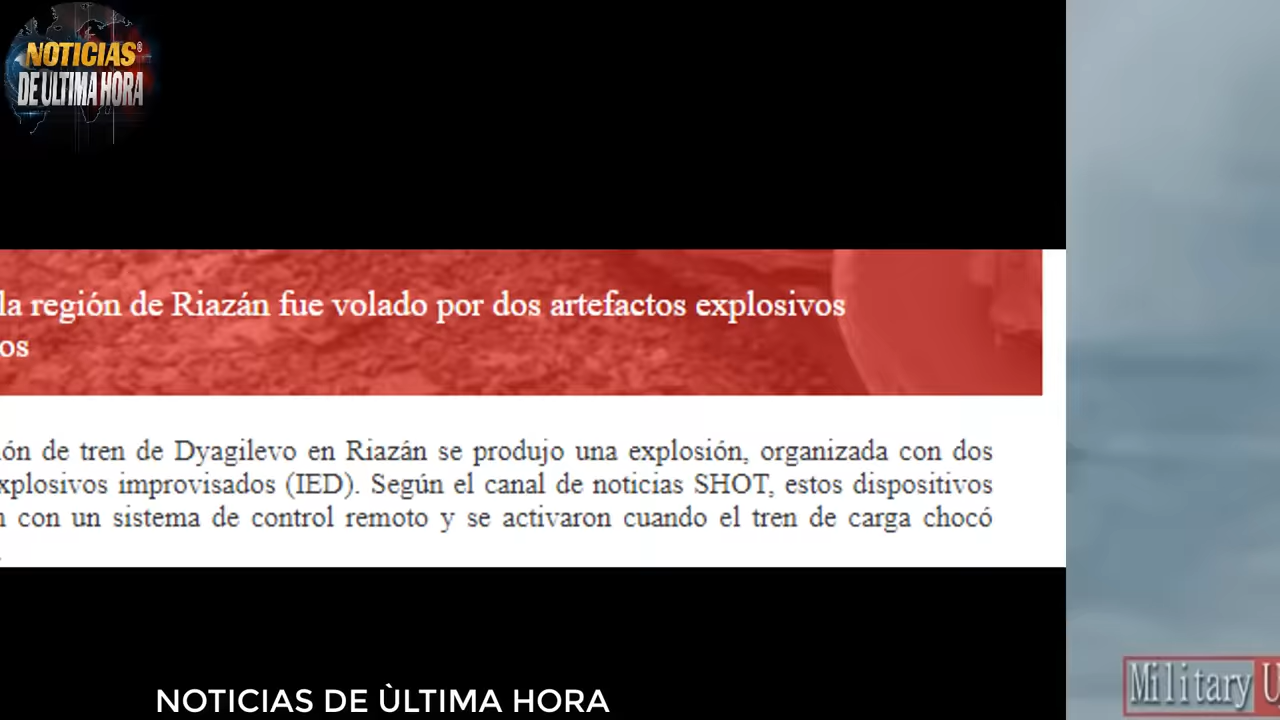 NOTICIAS®
DE ULTIMA HORA
la región de Riazán fue volado por dos artefactos explosivos
os
ión de tren de Dyagilevo en Riazán se produjo una explosión, organizada con dos
xplosivos improvisados (IED). Según el canal de noticias SHOT, estos dispositivos
n con un sistema de control remoto y se activaron cuando el tren de carga chocó
NOTICIAS DE ÙLTIMA HORA
Military U